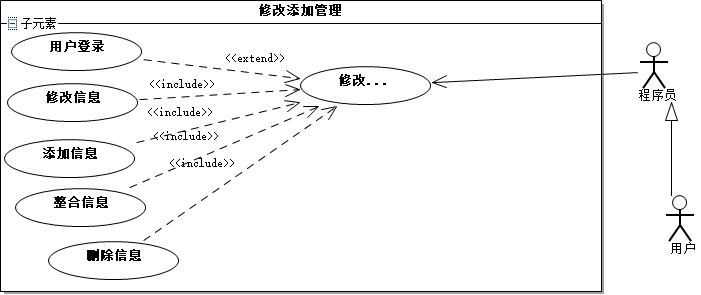 修改添加管理
子元素
用户登录
<<extend>>
修改...
修改信息
<<include>>
程序员
<<include>>
添加信息
<<include>>
<<include>>
整合信息
用户
删除信息